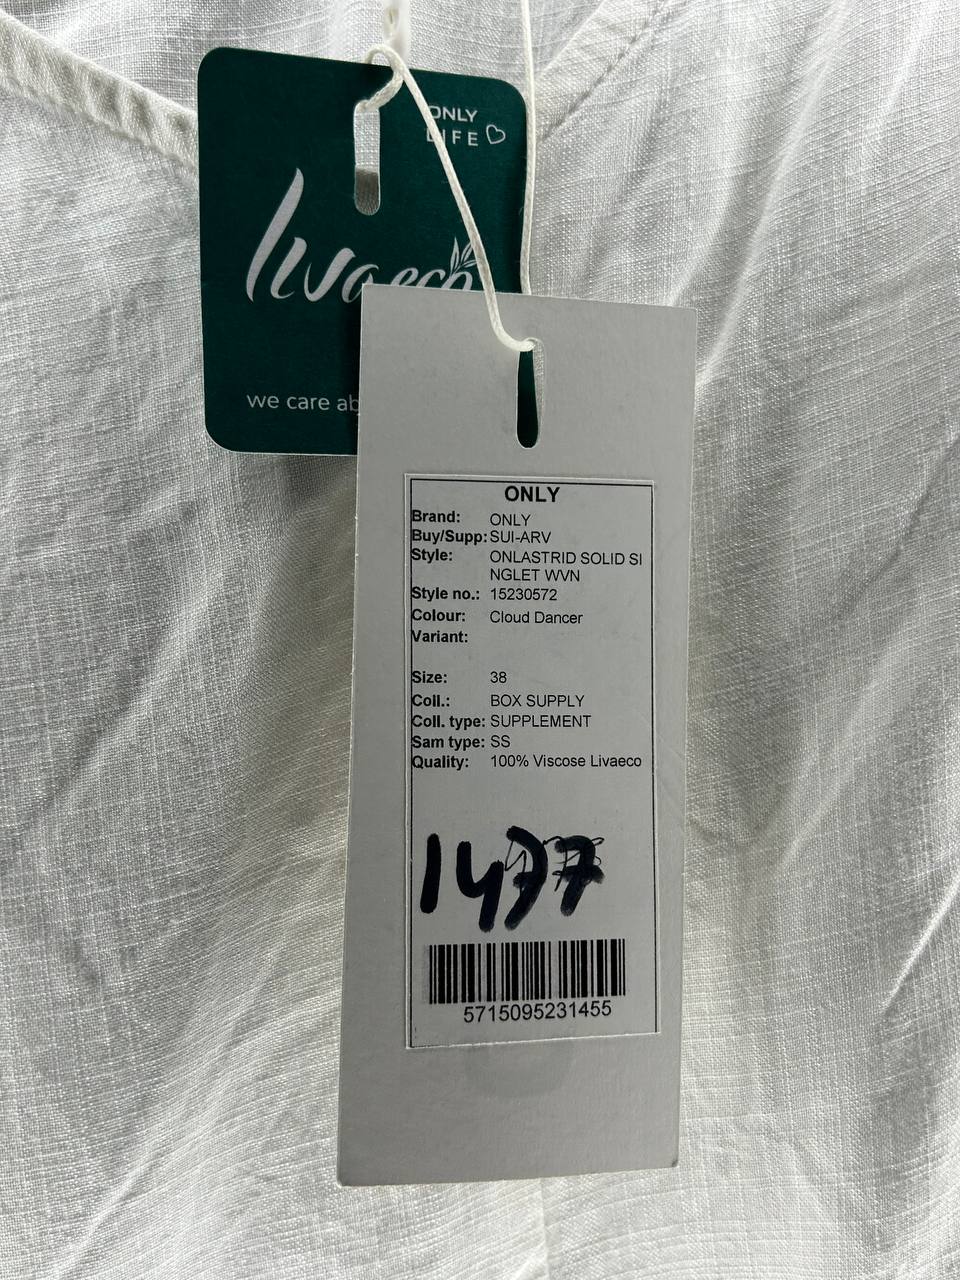 ONLY
LIFE
livaeco
we care ab
ONLY
Brand: ONLY
Buy/Supp: SUI-ARV
Style: ONLASTRID SOLID SI
NGLET WVN
Style no.: 15230572
Colour: Cloud Dancer
Variant:
Size: 38
Coll.: BOX SUPPLY
Coll. type: SUPPLEMENT
Sam type: SS
Quality: 100% Viscose Livaeco
1477
5715095231455